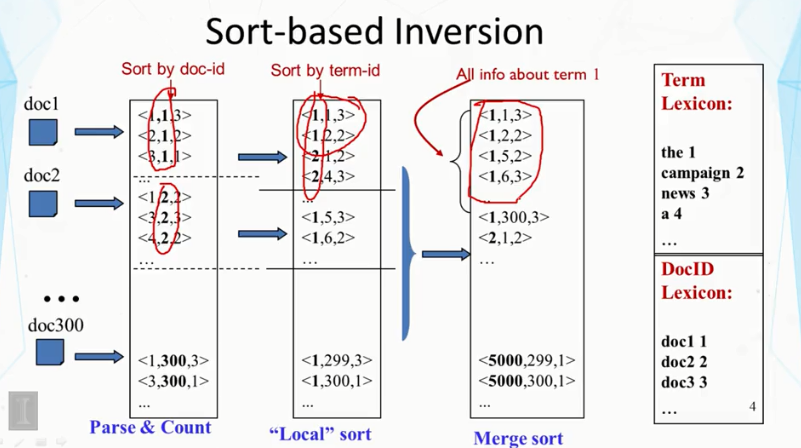 Sort-based Inversion
Sort by doc-id
Sort by term-id
All info about term 1
doc1
doc2
...
doc300
<1,1,3>
<2,1,2>
<3,1,1>
...
<1,2,2>
<3,2,3>
<4,2,2>
...
<1,300,3>
<3,300,1>
...
Parse & Count
<1,1,3>
<1,2,2>
<2,1,2>
<2,4,3>
...
<1,5,3>
<1,6,2>
...
<1,299,3>
<1,300,1>
...
“Local” sort
<1,1,3>
<1,2,2>
<1,5,2>
<1,6,3>
...
<1,300,3>
<2,1,2>
...
<5000,299,1>
<5000,300,1>
...
Merge sort
Term
Lexicon:
the 1
campaign 2
news 3
a 4
...
DocID
Lexicon:
doc1 1
doc2 2
doc3 3
...
4